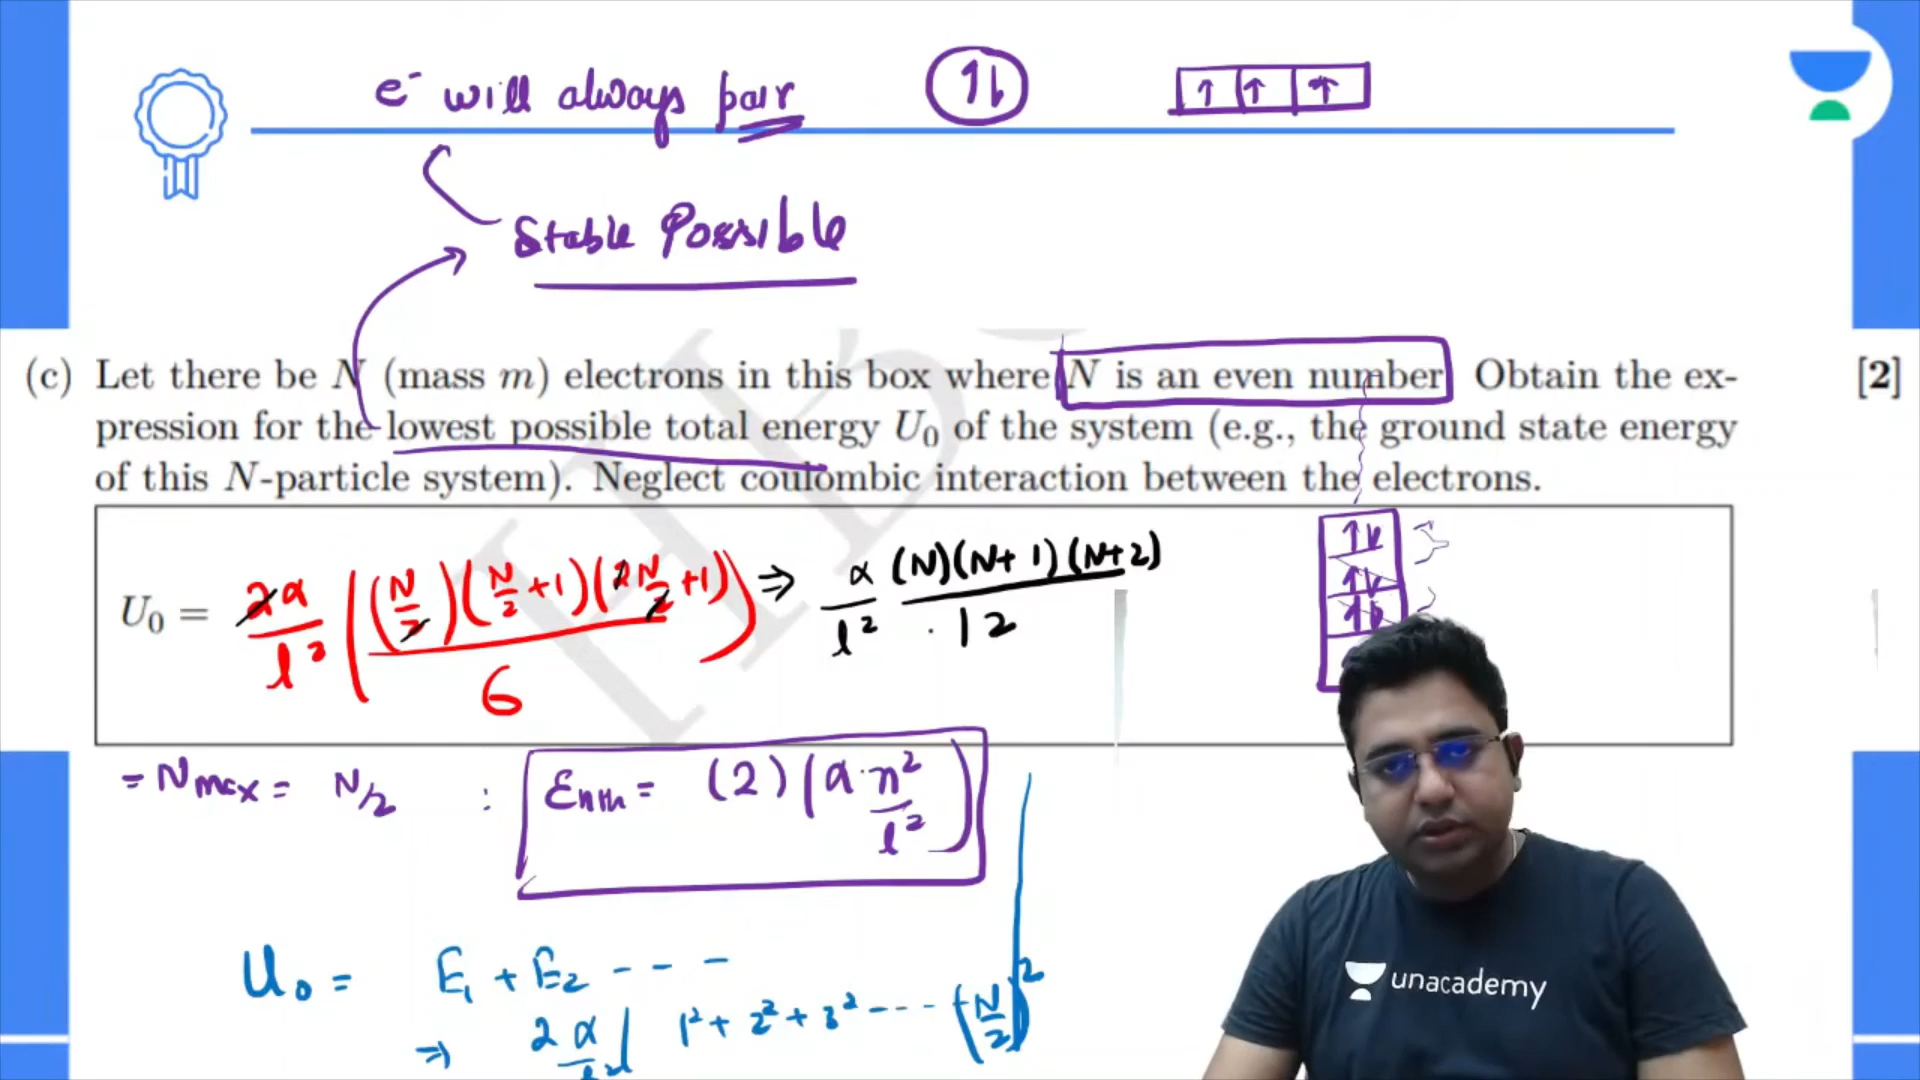 e⁻ will always pair
Stable Possible
(c) Let there be N (mass m) electrons in this box where N is an even number. Obtain the ex- [2]
pression for the lowest possible total energy U₀ of the system (e.g., the ground state energy
of this N-particle system). Neglect coulombic interaction between the electrons.
U₀ = 2α/l² ((N/2)(N/2+1)(2N/2+1)/6) ⇒ α/l² (N)(N+1)(N+2)/12
= Nmax = N/2 : Enth = (2)(α·n²/l²)
U₀ = E₁ + E₂ - - -
⇒ 2α/l² ( 1² + 2² + 3² - - - - (N/2)²
unacademy